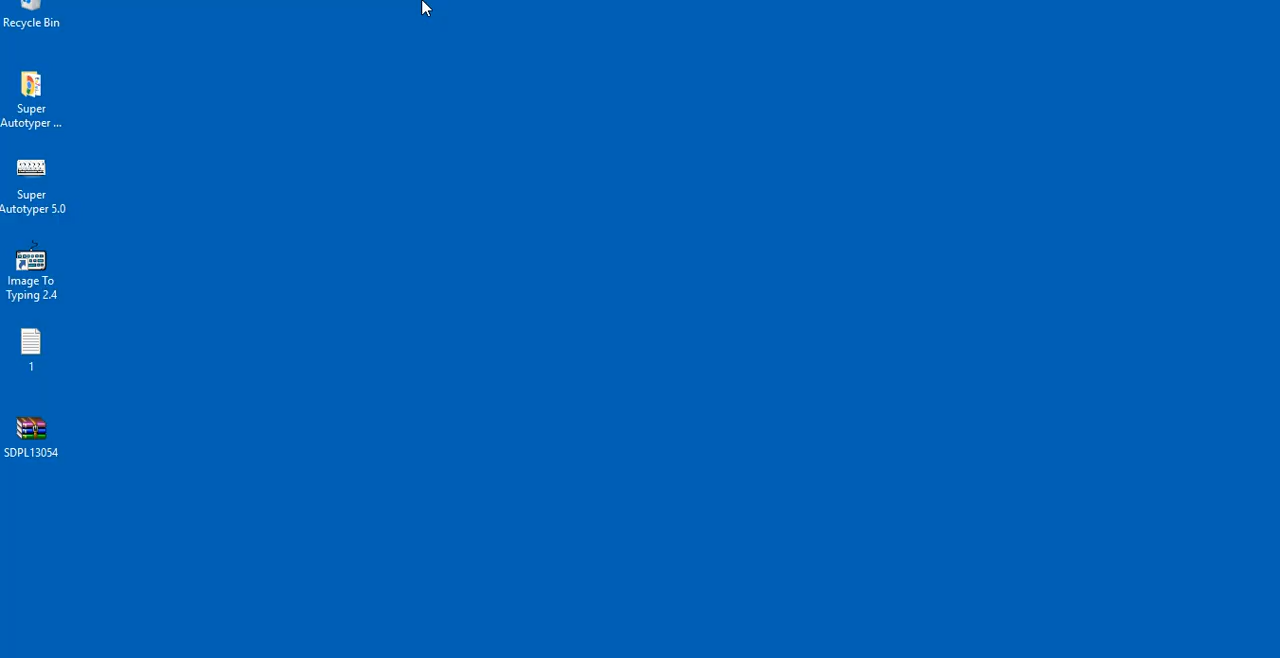 Recycle Bin
Super
Autotyper ...
Super
Autotyper 5.0
Image To
Typing 2.4
1
SDPL13054